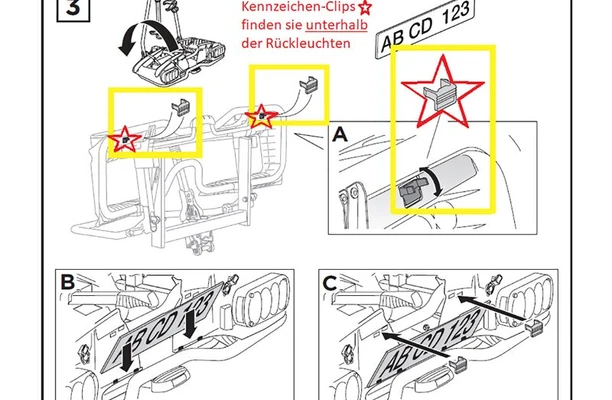 3
Kennzeichen-Clips
finden sie unterhalb
der Rückleuchten
AB CD 123
A
B
AB CD 123
C
AB CD 123